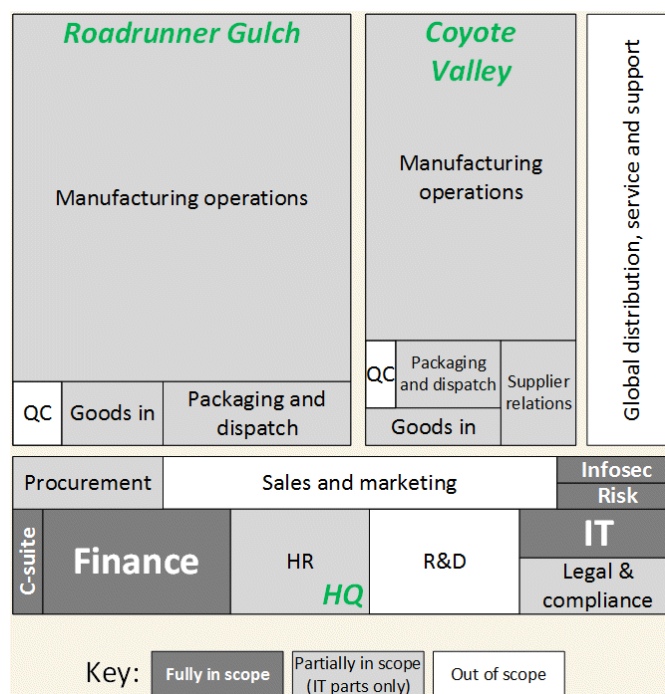 Roadrunner Gulch
Manufacturing operations
QC
Goods in
Packaging and
dispatch
Coyote
Valley
Manufacturing
operations
QC
Packaging
and dispatch
Goods in
Supplier
relations
Global distribution, service and support
Procurement
Sales and marketing
Infosec
Risk
C-suite
Finance
HR
HQ
R&D
IT
Legal &
compliance
Key:
Fully in scope
Partially in scope
(IT parts only)
Out of scope